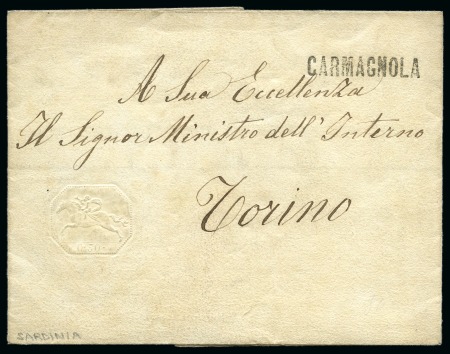 CARMAGNOLA
A Sua Eccellenza
Il Signor Ministro dell'Interno
Torino
SARDINIA